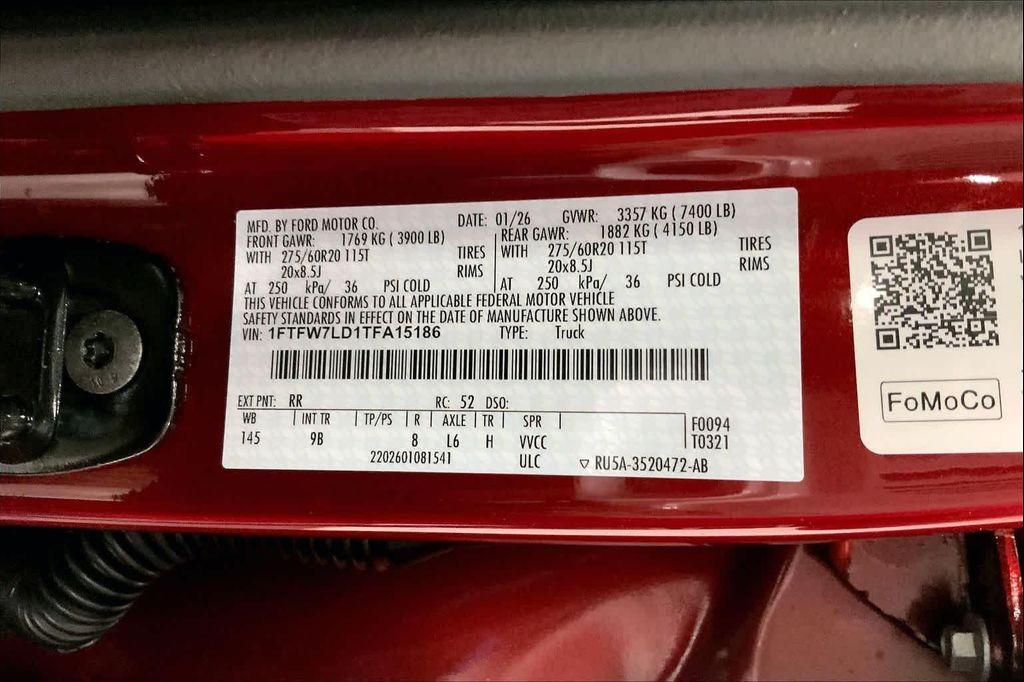 MFD. BY FORD MOTOR CO. DATE: 01/26 GVWR: 3357 KG ( 7400 LB)
FRONT GAWR: 1769 KG ( 3900 LB) REAR GAWR: 1882 KG ( 4150 LB)
WITH 275/60R20 115T TIRES WITH 275/60R20 115T TIRES
20x8.5J RIMS 20x8.5J RIMS
AT 250 kPa/ 36 PSI COLD AT 250 kPa/ 36 PSI COLD
THIS VEHICLE CONFORMS TO ALL APPLICABLE FEDERAL MOTOR VEHICLE
SAFETY STANDARDS IN EFFECT ON THE DATE OF MANUFACTURE SHOWN ABOVE.
VIN: 1FTFW7LD1TFA15186 TYPE: Truck
EXT PNT: RR RC: 52 DSO:
WB INT TR TP/PS R AXLE TR SPR F0094
145 9B 8 L6 H VVCC T0321
2202601081541 ULC RU5A-3520472-AB
FoMoCo